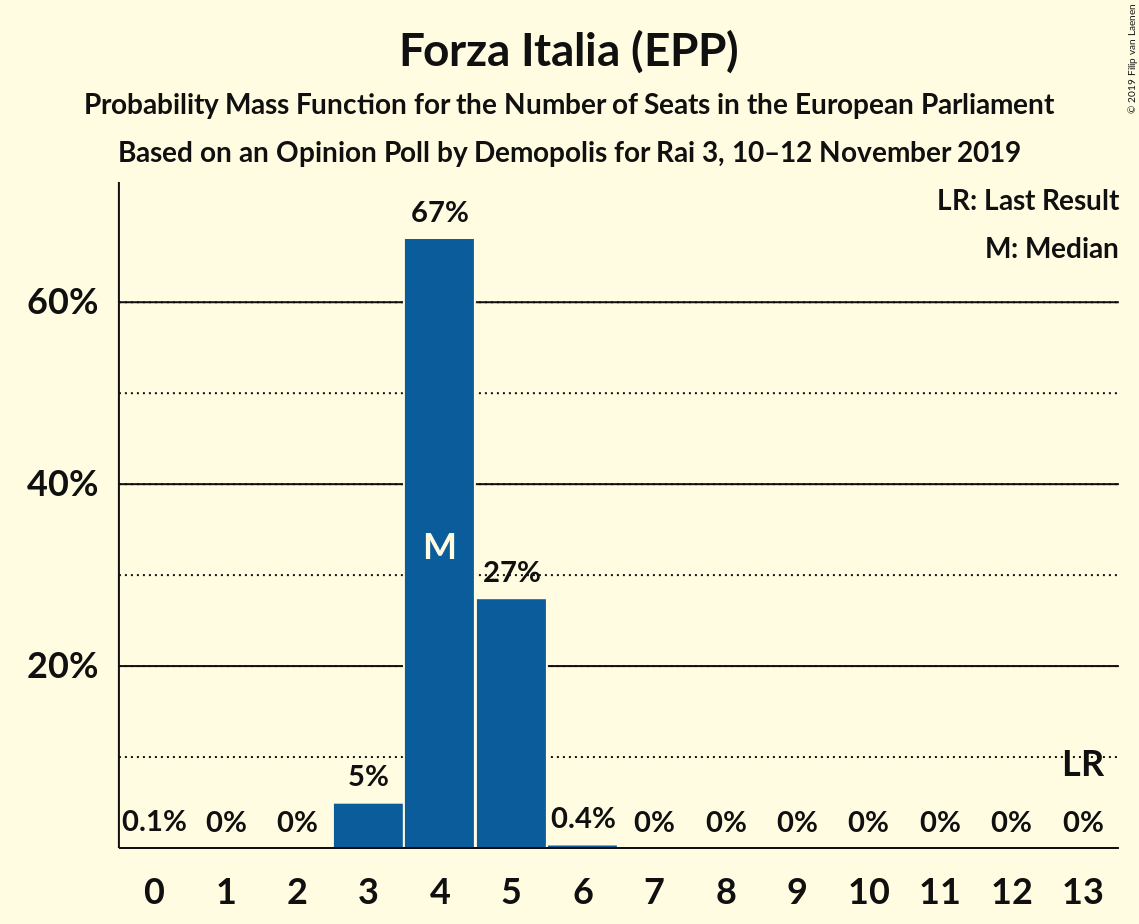 Forza Italia (EPP)
Probability Mass Function for the Number of Seats in the European Parliament
Based on an Opinion Poll by Demopolis for Rai 3, 10–12 November 2019
© 2019 Filip van Laenen
LR: Last Result
M: Median
67%
60%
40%
M
27%
20%
LR
5%
0.1% 0% 0% 0.4% 0% 0% 0% 0% 0% 0% 0%
0 1 2 3 4 5 6 7 8 9 10 11 12 13